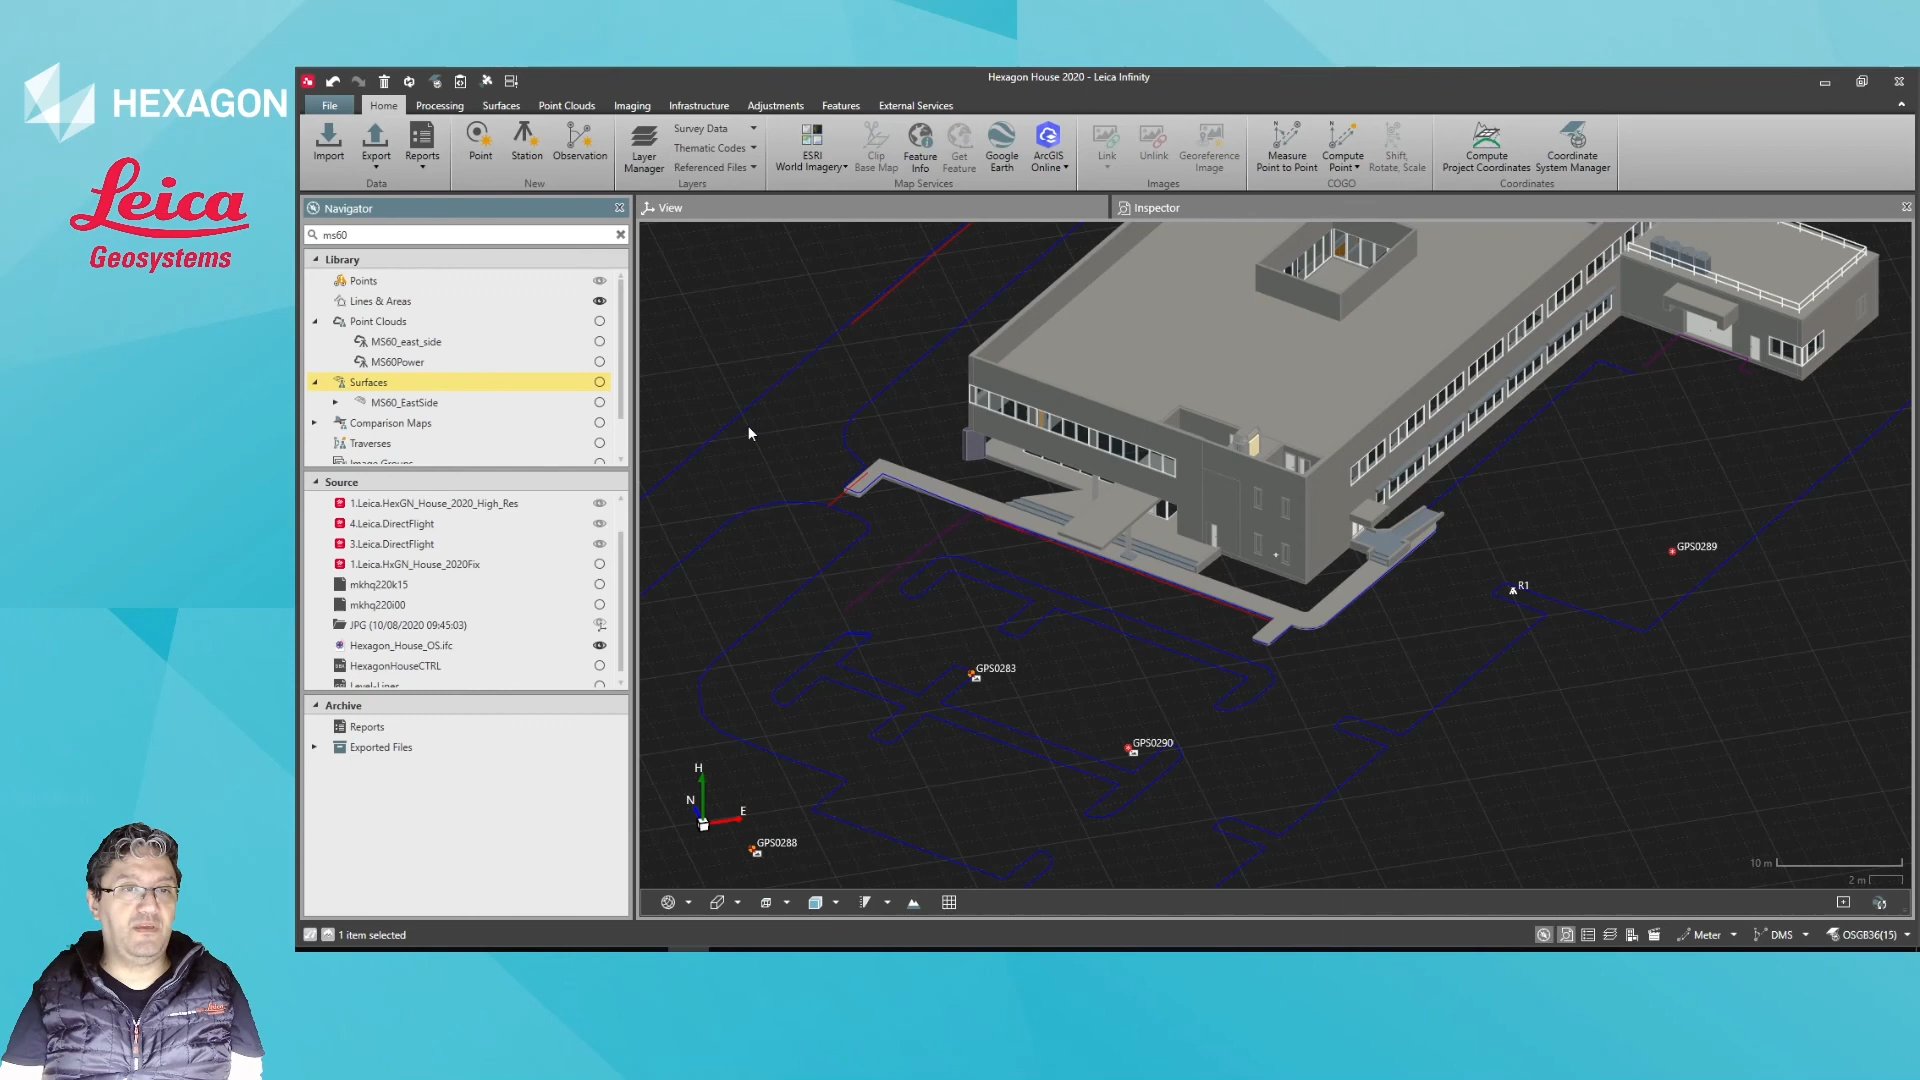 HEXAGON
Leica
Geosystems
Hexagon House 2020 - Leica Infinity
File
Home
Processing
Surfaces
Point Clouds
Imaging
Infrastructure
Adjustments
Features
External Services
Import
Export
Reports
Data
Point
Station
Observation
New
Layer
Manager
Survey Data
Thematic Codes
Referenced Files
Layers
ESRI
World Imagery
Clip
Base Map
Feature
Info
Get
Feature
Google
Earth
ArcGIS
Online
Map Services
Link
Unlink
Georeference
Image
Images
Measure
Point to Point
Compute
Point
Shift,
Rotate, Scale
COGO
Compute
Project Coordinates
Coordinate
System Manager
Coordinates
Navigator
View
Inspector
ms60
Library
Points
Lines & Areas
Point Clouds
MS60_east_side
MS60Power
Surfaces
MS60_EastSide
Comparison Maps
Traverses
Image Groups
Source
1.Leica.HexGN_House_2020_High_Res
4.Leica.DirectFlight
3.Leica.DirectFlight
1.Leica.HxGN_House_2020Fix
mkhq220k15
mkhq220i00
JPG (10/08/2020 09:45:03)
Hexagon_House_OS.ifc
HexagonHouseCTRL
Archive
Reports
Exported Files
GPS0289
R1
GPS0283
GPS0290
H
N
E
GPS0288
10 m
2 m
1 item selected
Meter
DMS
OSGB36(15)